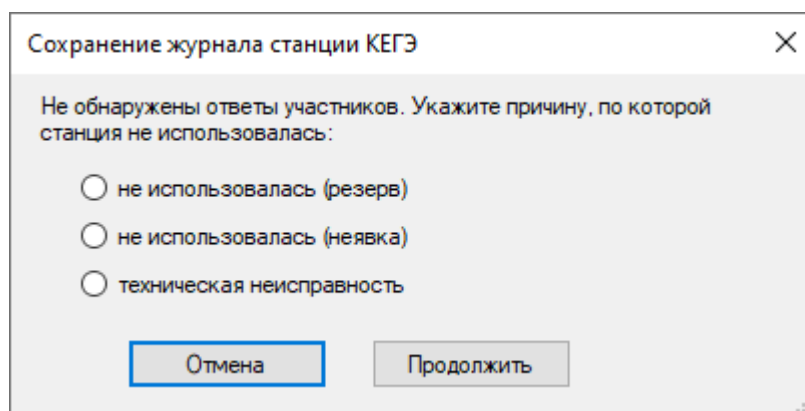 Сохранение журнала станции КЕГЭ
Не обнаружены ответы участников. Укажите причину, по которой
станция не использовалась:
не использовалась (резерв)
не использовалась (неявка)
техническая неисправность
Отмена
Продолжить